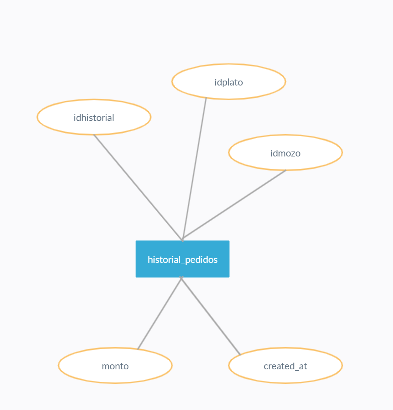 idplato
idhistorial
idmozo
historial_pedidos
monto
created_at